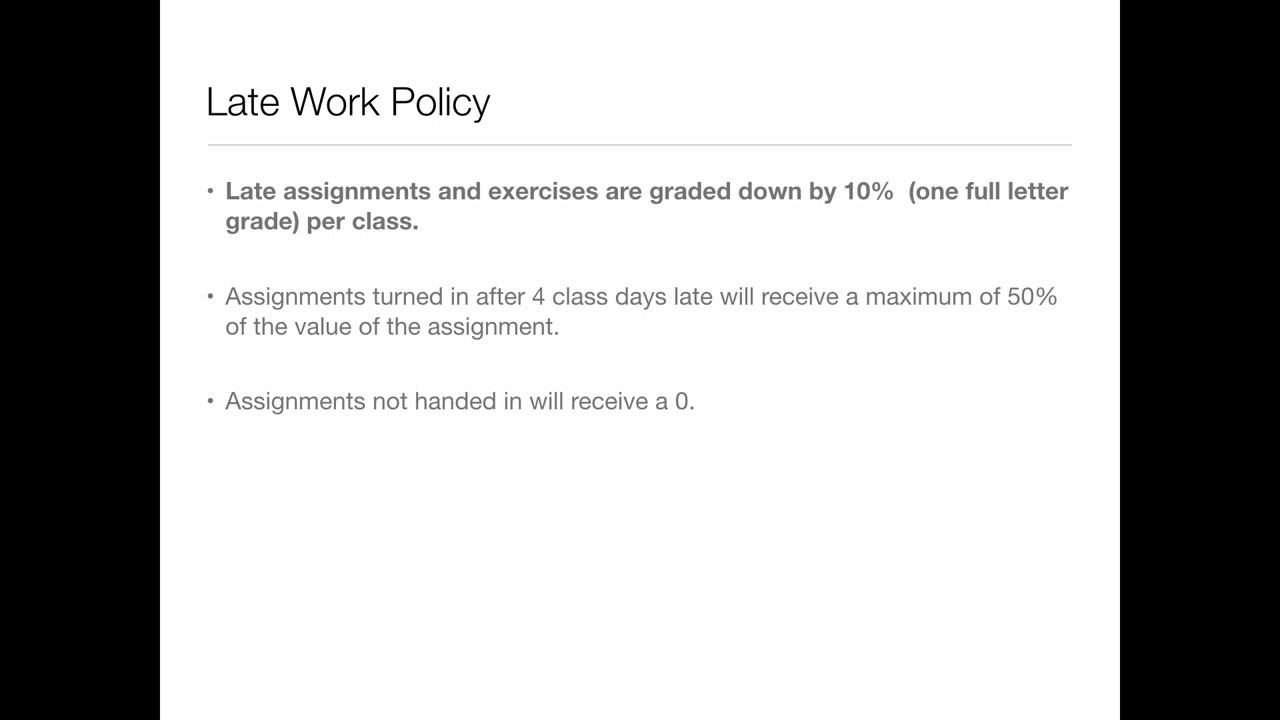 Late Work Policy
• Late assignments and exercises are graded down by 10%  (one full letter
grade) per class.
• Assignments turned in after 4 class days late will receive a maximum of 50%
of the value of the assignment.
• Assignments not handed in will receive a 0.